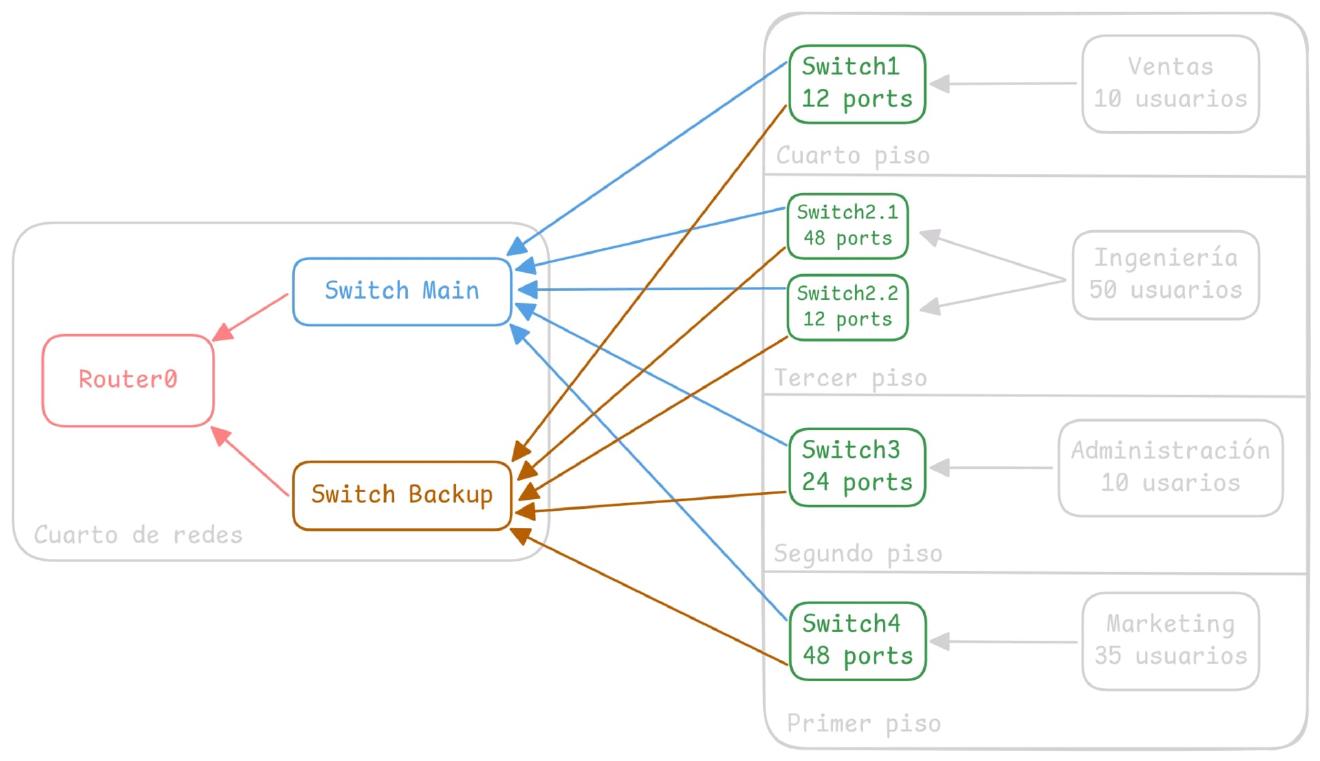 Router0
Switch Main
Switch Backup
Cuarto de redes
Switch1
12 ports
Ventas
10 usuarios
Cuarto piso
Switch2.1
48 ports
Switch2.2
12 ports
Ingeniería
50 usuarios
Tercer piso
Switch3
24 ports
Administración
10 usuarios
Segundo piso
Switch4
48 ports
Marketing
35 usuarios
Primer piso